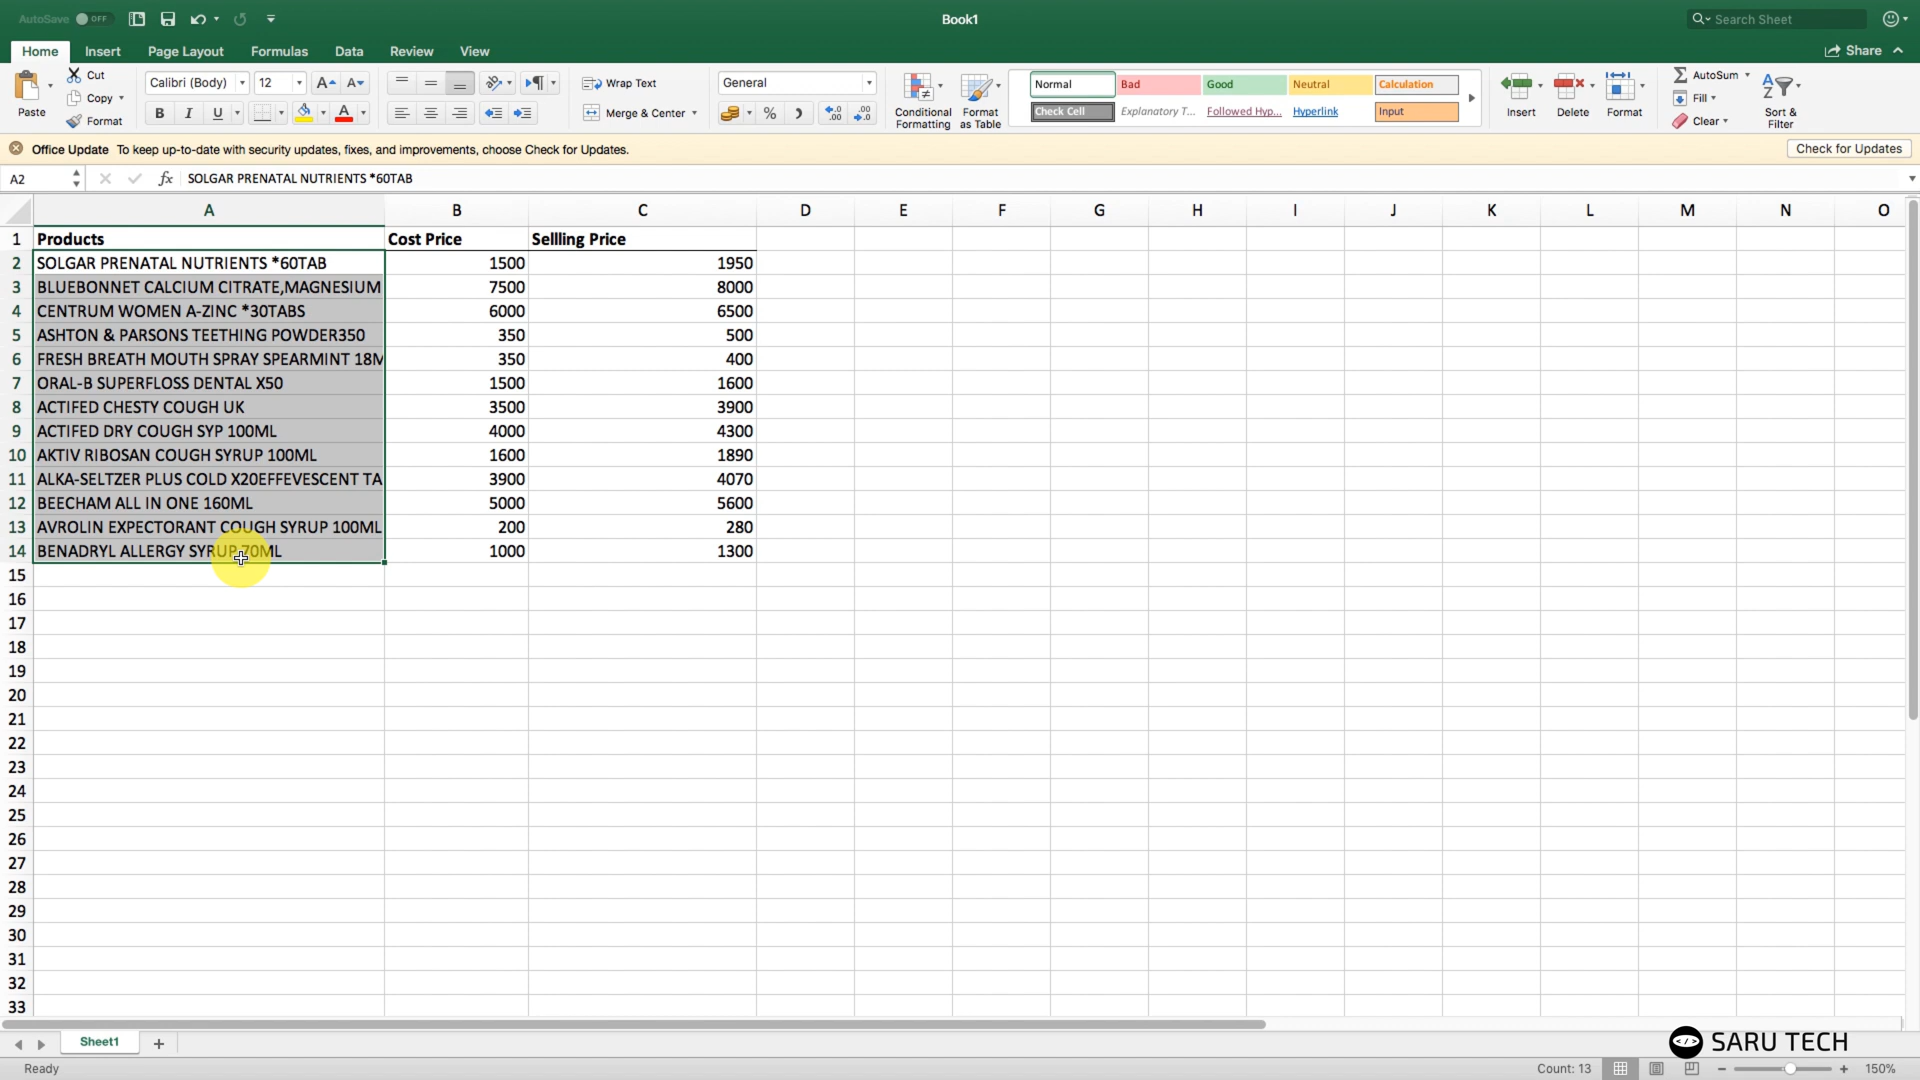 AutoSave OFF Book1 Search Sheet
Home Insert Page Layout Formulas Data Review View Share
Paste Cut Copy Format
Calibri (Body) 12
B I U A
Wrap Text
Merge & Center
General
% .0 .00 .00 .0
Conditional Formatting Format as Table
Normal Bad Good Neutral Calculation
Check Cell Explanatory T... Followed Hyp... Hyperlink Input
Insert Delete Format
AutoSum
Fill
Clear
Sort & Filter
Office Update To keep up-to-date with security updates, fixes, and improvements, choose Check for Updates. Check for Updates
A2 fx SOLGAR PRENATAL NUTRIENTS *60TAB
A B C D E F G H I J K L M N O
1 Products Cost Price Sellling Price
2 SOLGAR PRENATAL NUTRIENTS *60TAB 1500 1950
3 BLUEBONNET CALCIUM CITRATE,MAGNESIUM 7500 8000
4 CENTRUM WOMEN A-ZINC *30TABS 6000 6500
5 ASHTON & PARSONS TEETHING POWDER350 350 500
6 FRESH BREATH MOUTH SPRAY SPEARMINT 18M 350 400
7 ORAL-B SUPERFLOSS DENTAL X50 1500 1600
8 ACTIFED CHESTY COUGH UK 3500 3900
9 ACTIFED DRY COUGH SYP 100ML 4000 4300
10 AKTIV RIBOSAN COUGH SYRUP 100ML 1600 1890
11 ALKA-SELTZER PLUS COLD X20EFFEVESCENT TA 3900 4070
12 BEECHAM ALL IN ONE 160ML 5000 5600
13 AVROLIN EXPECTORANT COUGH SYRUP 100ML 200 280
14 BENADRYL ALLERGY SYRUP 70ML 1000 1300
15
16
17
18
19
20
21
22
23
24
25
26
27
28
29
30
31
32
33
Sheet1 +
SARU TECH
Ready Count: 13 150%